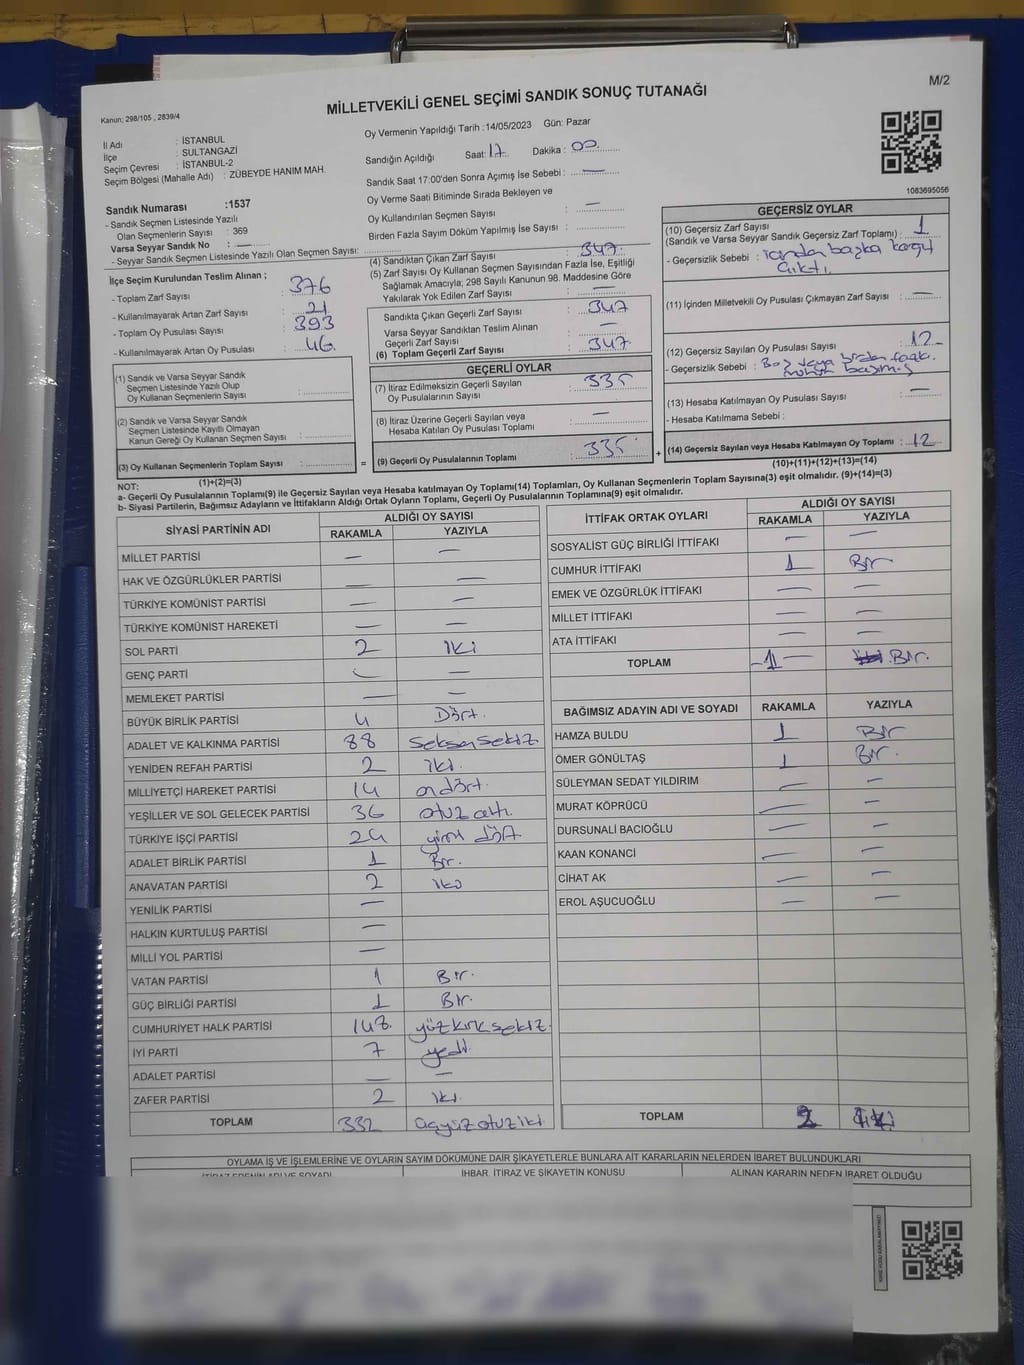 M/2
MİLLETVEKİLİ GENEL SEÇİMİ SANDIK SONUÇ TUTANAĞI
Kanun; 298/105 , 2839/4
İl Adı : İSTANBUL
İlçe : SULTANGAZİ
Seçim Çevresi : İSTANBUL-2
Seçim Bölgesi (Mahalle Adı) : ZÜBEYDE HANIM MAH.
Oy Vermenin Yapıldığı Tarih :14/05/2023 Gün: Pazar
Sandığın Açıldığı Saat: 17 Dakika : 00
Sandık Saat 17:00'den Sonra Açımış İse Sebebi : —
Oy Verme Saati Bitiminde Sırada Bekleyen ve
Oy Kullandırılan Seçmen Sayısı : —
Birden Fazla Sayım Döküm Yapılmış İse Sayısı : —
1083695056
Sandık Numarası :1537
- Sandık Seçmen Listesinde Yazılı
Olan Seçmenlerin Sayısı : 369
Varsa Seyyar Sandık No : —
- Seyyar Sandık Seçmen Listesinde Yazılı Olan Seçmen Sayısı:
İlçe Seçim Kurulundan Teslim Alınan ;
- Toplam Zarf Sayısı : 376
- Kullanılmayarak Artan Zarf Sayısı : 21
- Toplam Oy Pusulası Sayısı : 393
- Kullanılmayarak Artan Oy Pusulası : 46
(1) Sandık ve Varsa Seyyar Sandık
Seçmen Listesinde Yazılı Olup
Oy Kullanan Seçmenlerin Sayısı :
(2) Sandık ve Varsa Seyyar Sandık
Seçmen Listesinde Kayıtlı Olmayan
Kanun Gereği Oy Kullanan Seçmen Sayısı :
(3) Oy Kullanan Seçmenlerin Toplam Sayısı :
(1)+(2)=(3)
(4) Sandıktan Çıkan Zarf Sayısı : 347
(5) Zarf Sayısı Oy Kullanan Seçmen Sayısından Fazla İse, Eşitliği
Sağlamak Amacıyla; 298 Sayılı Kanunun 98. Maddesine Göre
Yakılarak Yok Edilen Zarf Sayısı : —
Sandıkta Çıkan Geçerli Zarf Sayısı : 347
Varsa Seyyar Sandıktan Teslim Alınan
Geçerli Zarf Sayısı : —
(6) Toplam Geçerli Zarf Sayısı : 347
GEÇERLİ OYLAR
(7) İtiraz Edilmeksizin Geçerli Sayılan
Oy Pusulalarının Sayısı : 335
(8) İtiraz Üzerine Geçerli Sayılan veya
Hesaba Katılan Oy Pusulası Toplamı : —
= (9) Geçerli Oy Pusulalarının Toplamı : 335 +
GEÇERSİZ OYLAR
(10) Geçersiz Zarf Sayısı
(Sandık ve Varsa Seyyar Sandık Geçersiz Zarf Toplamı) : 1
- Geçersizlik Sebebi : içinden başka kağıt
Çıktı
(11) İçinden Milletvekili Oy Pusulası Çıkmayan Zarf Sayısı : —
(12) Geçersiz Sayılan Oy Pusulası Sayısı : 12
- Geçersizlik Sebebi : Boş veya birden fazla
mühür basımış
(13) Hesaba Katılmayan Oy Pusulası Sayısı : —
- Hesaba Katılmama Sebebi :
(14) Geçersiz Sayılan veya Hesaba Katılmayan Oy Toplamı : 12
(10)+(11)+(12)+(13)=(14)
NOT:
a- Geçerli Oy Pusulalarının Toplamı(9) ile Geçersiz Sayılan veya Hesaba katılmayan Oy Toplamı(14) Toplamları, Oy Kullanan Seçmenlerin Toplam Sayısına(3) eşit olmalıdır. (9)+(14)=(3)
b- Siyasi Partilerin, Bağımsız Adayların ve İttifakların Aldığı Ortak Oyların Toplamı, Geçerli Oy Pusulalarının Toplamına(9) eşit olmalıdır.
SİYASİ PARTİNİN ADI ALDIĞI OY SAYISI
RAKAMLA YAZIYLA
MİLLET PARTİSİ — —
HAK VE ÖZGÜRLÜKLER PARTİSİ — —
TÜRKİYE KOMÜNİST PARTİSİ — —
TÜRKİYE KOMÜNİST HAREKETİ — —
SOL PARTİ 2 iki
GENÇ PARTİ — —
MEMLEKET PARTİSİ — —
BÜYÜK BİRLİK PARTİSİ 4 Dört.
ADALET VE KALKINMA PARTİSİ 88 Seksen sekiz
YENİDEN REFAH PARTİSİ 2 iki.
MİLLİYETÇİ HAREKET PARTİSİ 14 ondört.
YEŞİLLER VE SOL GELECEK PARTİSİ 36 otuz altı
TÜRKİYE İŞÇİ PARTİSİ 24 yirmi dört
ADALET BİRLİK PARTİSİ 1 Bir.
ANAVATAN PARTİSİ 2 iki
YENİLİK PARTİSİ —
HALKIN KURTULUŞ PARTİSİ —
MİLLİ YOL PARTİSİ —
VATAN PARTİSİ 1 Bir.
GÜÇ BİRLİĞİ PARTİSİ 1 Bir.
CUMHURİYET HALK PARTİSİ 148 yüz kırk sekiz
İYİ PARTİ 7 yedi
ADALET PARTİSİ — —
ZAFER PARTİSİ 2 iki.
TOPLAM 332 üçyüz otuz iki
İTTİFAK ORTAK OYLARI ALDIĞI OY SAYISI
RAKAMLA YAZIYLA
SOSYALİST GÜÇ BİRLİĞİ İTTİFAKI — —
CUMHUR İTTİFAKI 1 Bir
EMEK VE ÖZGÜRLÜK İTTİFAKI — —
MİLLET İTTİFAKI — —
ATA İTTİFAKI — —
TOPLAM —1— Bir.
BAĞIMSIZ ADAYIN ADI VE SOYADI RAKAMLA YAZIYLA
HAMZA BULDU 1 Bir
ÖMER GÖNÜLTAŞ 1 Bir.
SÜLEYMAN SEDAT YILDIRIM — —
MURAT KÖPRÜCÜ — —
DURSUNALİ BACIOĞLU — —
KAAN KONANCİ — —
CİHAT AK — —
EROL AŞUCUOĞLU — —
TOPLAM 2 iki
OYLAMA İŞ VE İŞLEMLERİNE VE OYLARIN SAYIM DÖKÜMÜNE DAİR ŞİKAYETLERLE BUNLARA AİT KARARLARIN NELERDEN İBARET BULUNDUKLARI
İTİRAZ EDENİN ADI VE SOYADI İHBAR, İTİRAZ VE ŞİKAYETİN KONUSU ALINAN KARARIN NEDEN İBARET OLDUĞU